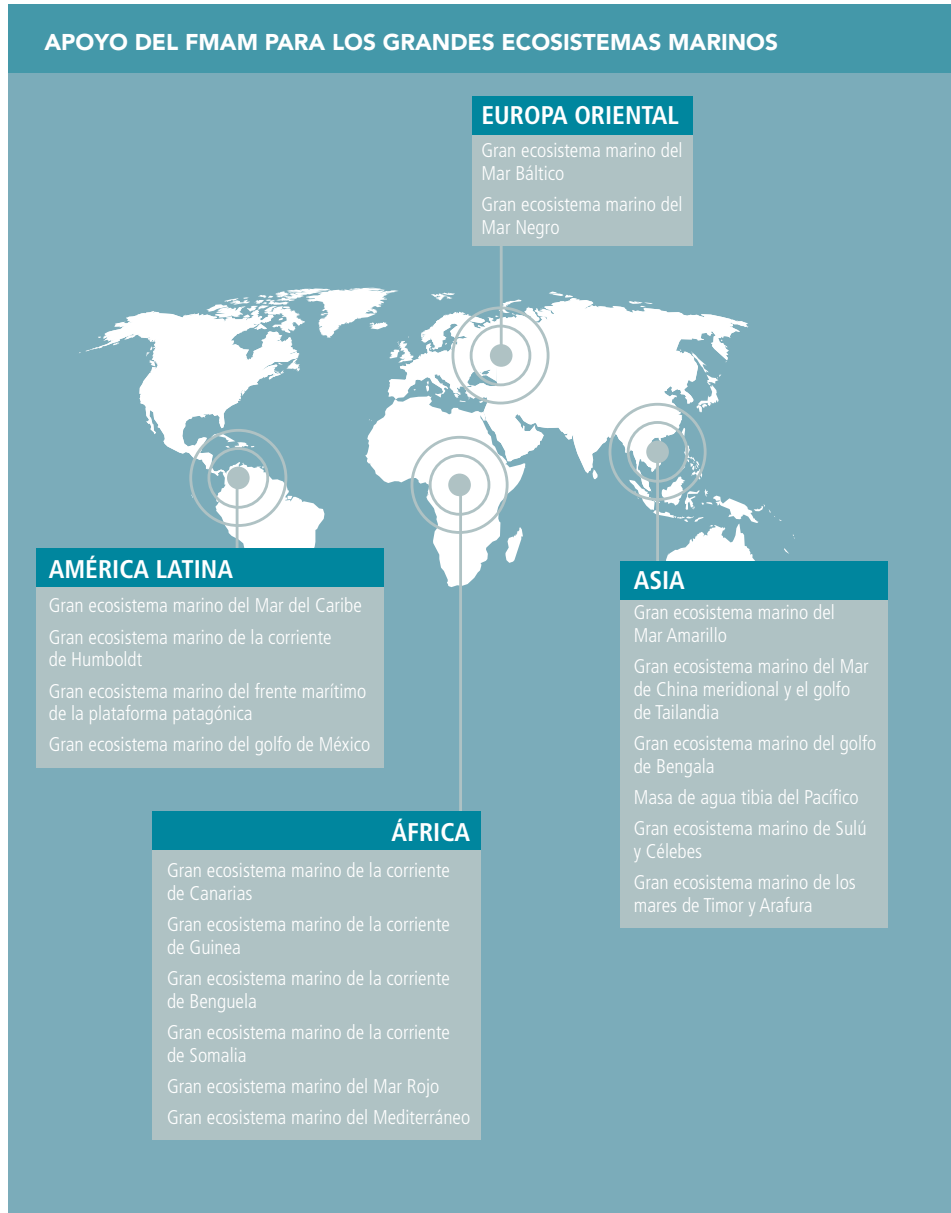 APOYO DEL FMAM PARA LOS GRANDES ECOSISTEMAS MARINOS
EUROPA ORIENTAL
Gran ecosistema marino del
Mar Báltico
Gran ecosistema marino del
Mar Negro
AMÉRICA LATINA
Gran ecosistema marino del Mar del Caribe
Gran ecosistema marino de la corriente
de Humboldt
Gran ecosistema marino del frente marítimo
de la plataforma patagónica
Gran ecosistema marino del golfo de México
ASIA
Gran ecosistema marino del
Mar Amarillo
Gran ecosistema marino del Mar
de China meridional y el golfo
de Tailandia
Gran ecosistema marino del golfo
de Bengala
Masa de agua tibia del Pacífico
Gran ecosistema marino de Sulú
y Célebes
Gran ecosistema marino de los
mares de Timor y Arafura
ÁFRICA
Gran ecosistema marino de la corriente
de Canarias
Gran ecosistema marino de la corriente
de Guinea
Gran ecosistema marino de la corriente
de Benguela
Gran ecosistema marino de la corriente
de Somalia
Gran ecosistema marino del Mar Rojo
Gran ecosistema marino del Mediterráneo